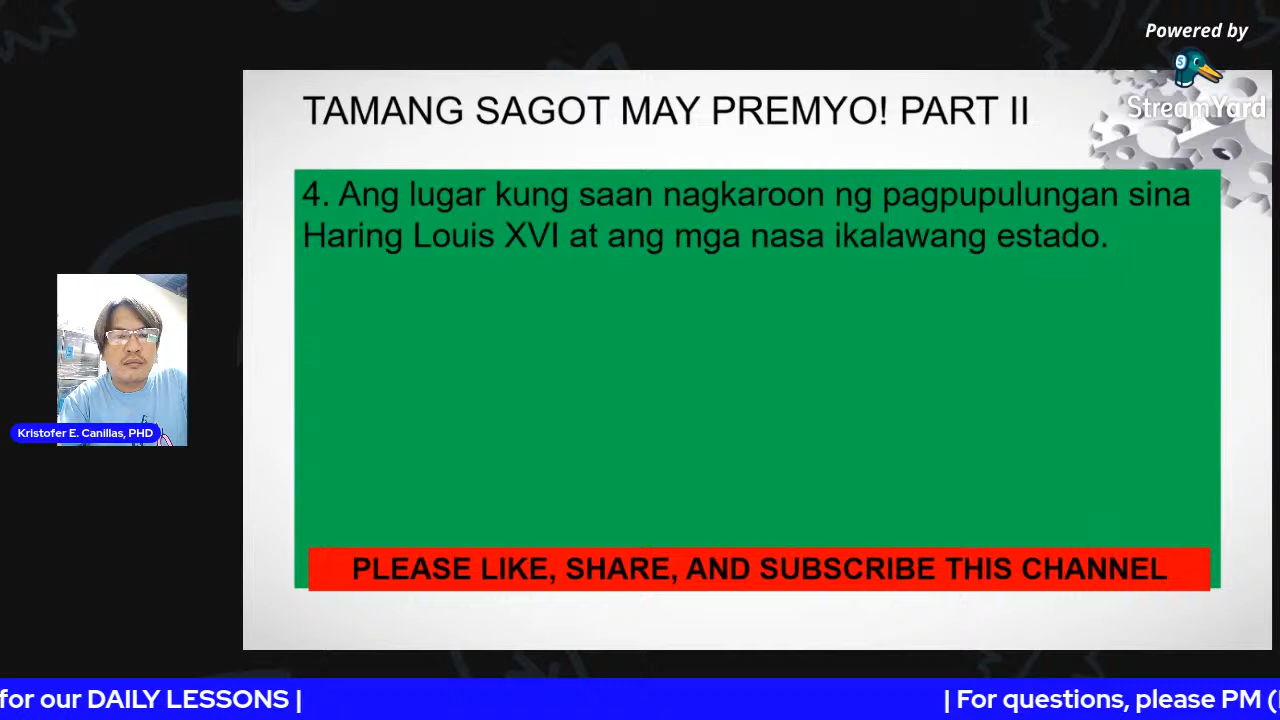 Powered by
StreamYard
TAMANG SAGOT MAY PREMYO! PART II
4. Ang lugar kung saan nagkaroon ng pagpupulungan sina
Haring Louis XVI at ang mga nasa ikalawang estado.
Kristofer E. Canillas, PHD
PLEASE LIKE, SHARE, AND SUBSCRIBE THIS CHANNEL
for our DAILY LESSONS |
| For questions, please PM (